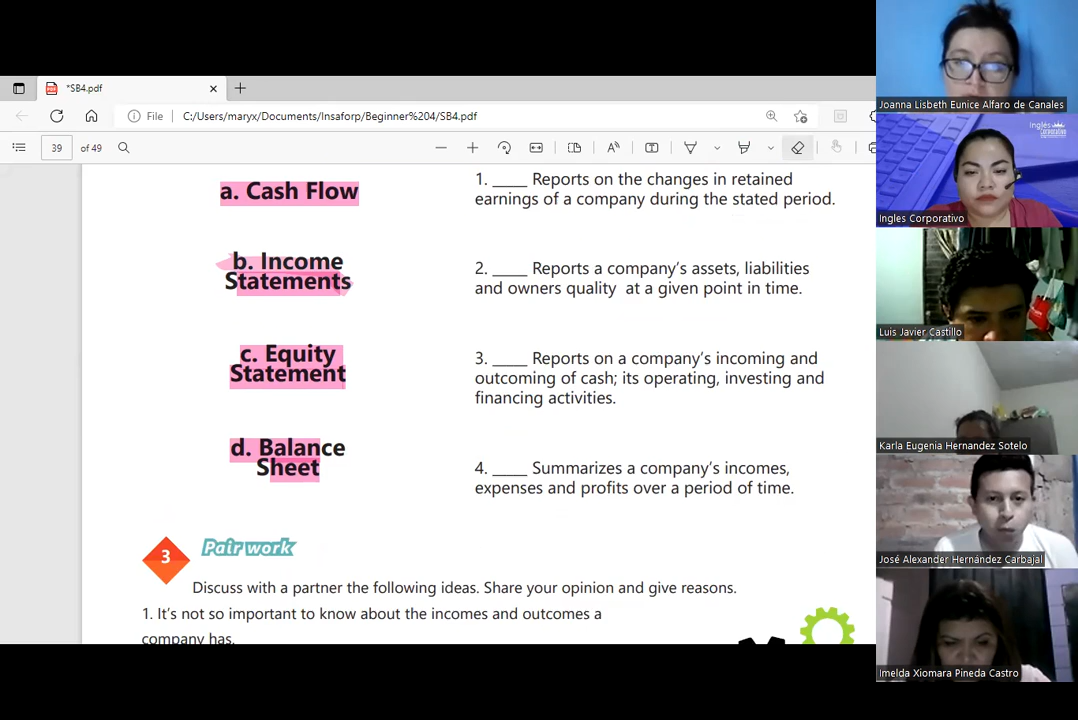 *SB4.pdf
File
C:/Users/maryx/Documents/Insaforp/Beginner%204/SB4.pdf
39
of 49
a. Cash Flow
b. Income
Statements
c. Equity
Statement
d. Balance
Sheet
1. ____ Reports on the changes in retained
earnings of a company during the stated period.
2. ____ Reports a company's assets, liabilities
and owners quality at a given point in time.
3. ____ Reports on a company's incoming and
outcoming of cash; its operating, investing and
financing activities.
4. ____ Summarizes a company's incomes,
expenses and profits over a period of time.
3
Pair work
Discuss with a partner the following ideas. Share your opinion and give reasons.
1. It's not so important to know about the incomes and outcomes a
company has.
Joanna Lisbeth Eunice Alfaro de Canales
Inglés
Corporativo
Ingles Corporativo
Luis Javier Castillo
Karla Eugenia Hernandez Sotelo
José Alexander Hernández Carbajal
Imelda Xiomara Pineda Castro